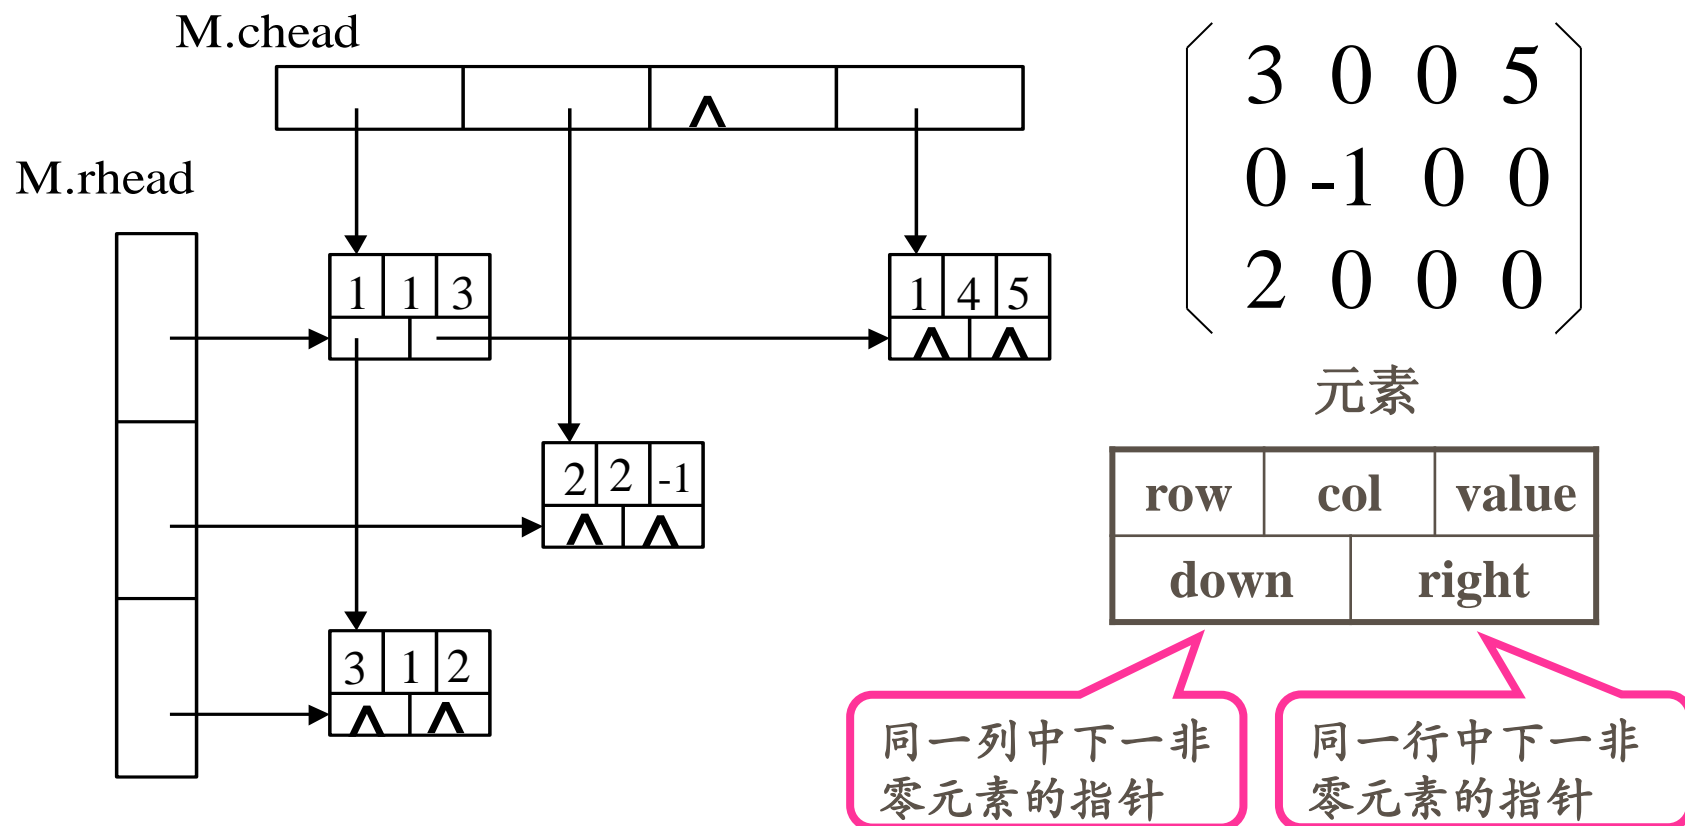 M.chead
^
M.rhead
1 1 3
1 4 5
^ ^
2 2 -1
^ ^
3 1 2
^ ^
3 0 0 5
0 -1 0 0
2 0 0 0
元素
row col value
down right
同一列中下一非
零元素的指针
同一行中下一非
零元素的指针